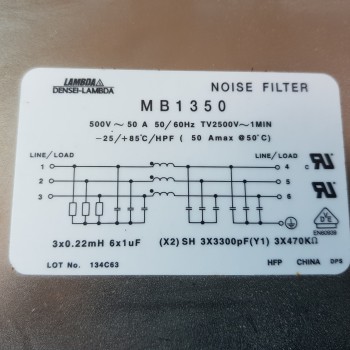 LAMBDA
DENSEI-LAMBDA
NOISE FILTER
MB1350
500V ~ 50 A 50/60Hz TV2500V~1MIN
-25/+85℃/HPF ( 50 Amax @50℃)
LINE/LOAD LINE/LOAD
1 4
2 5
3 6
c
VDE
EN60939
3x0.22mH 6x1uF (X2) SH 3X3300pF(Y1) 3X470KΩ
LOT No. 134C63 HFP CHINA DPS